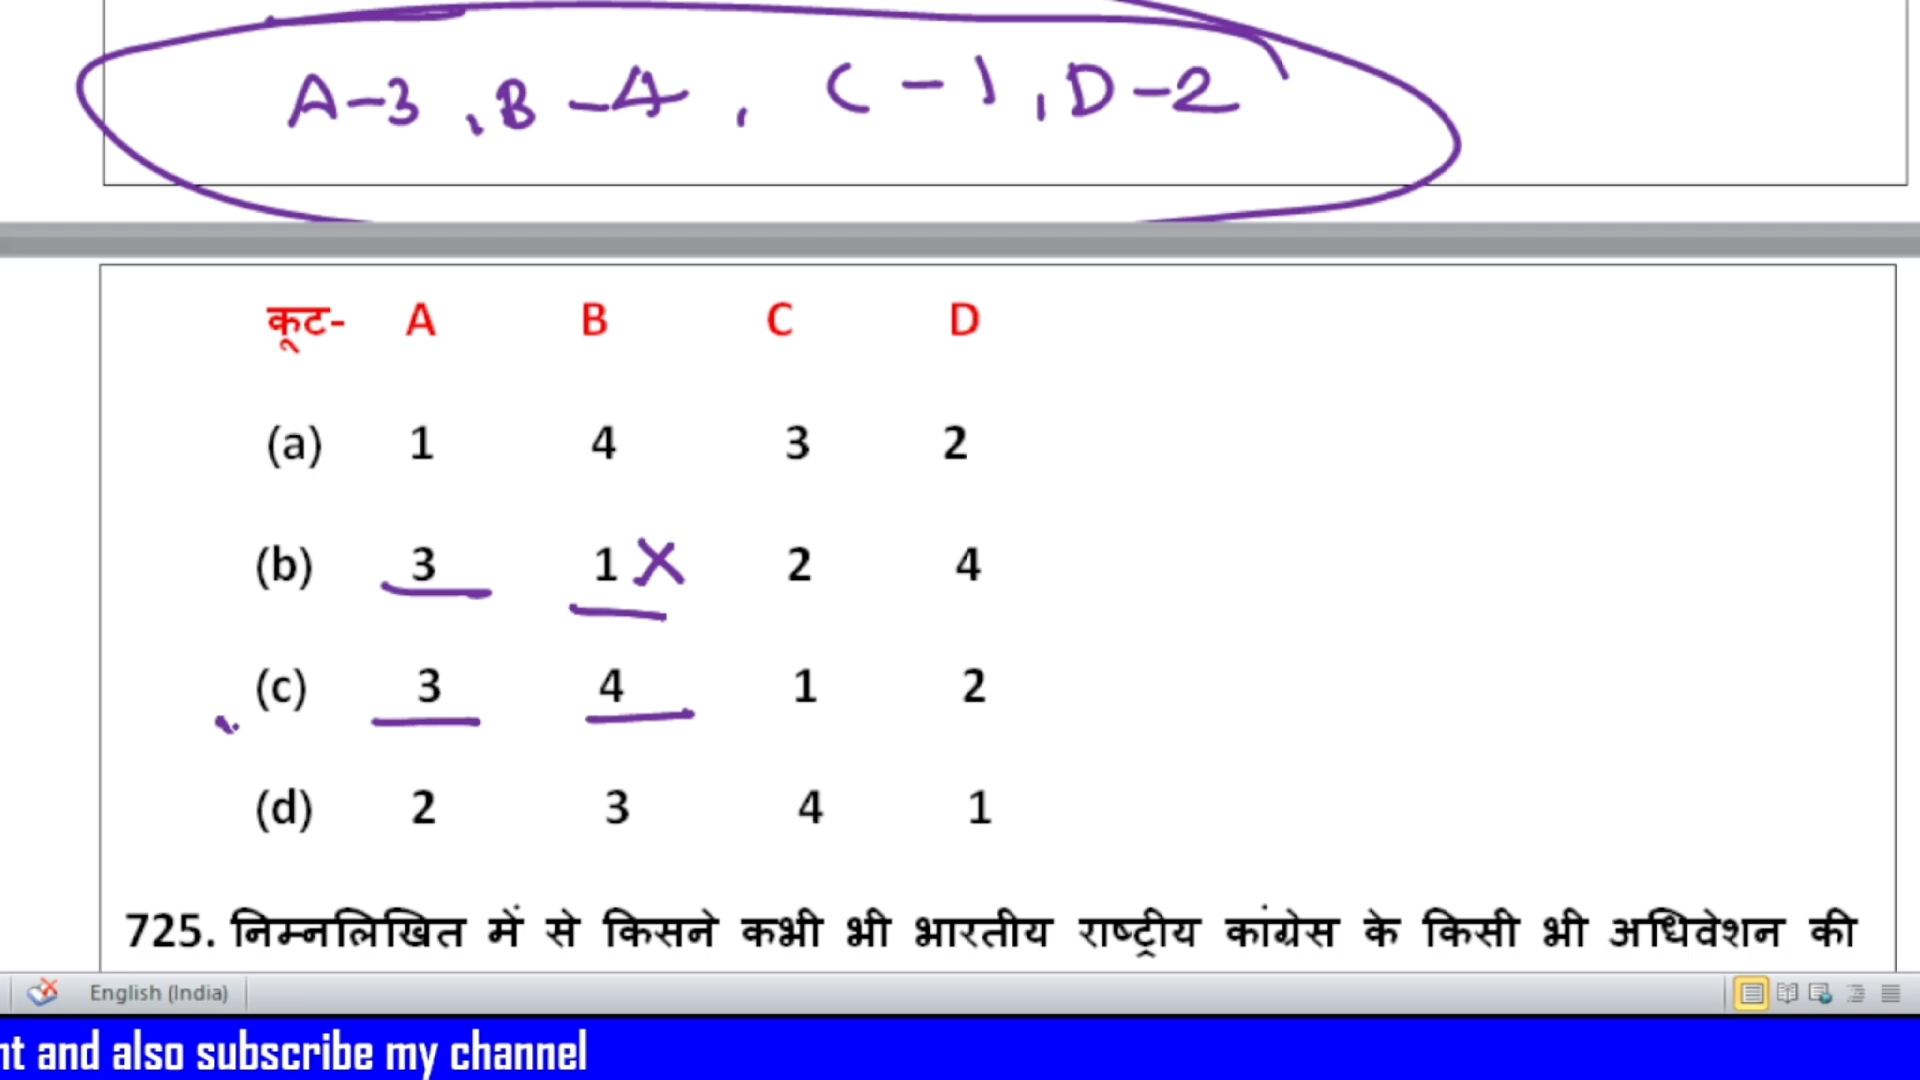 A-3, B-4, C-1, D-2
कूट- A B C D
(a) 1 4 3 2
(b) 3 1 X 2 4
(c) 3 4 1 2
(d) 2 3 4 1
725. निम्नलिखित में से किसने कभी भी भारतीय राष्ट्रीय कांग्रेस के किसी भी अधिवेशन की
English (India)
nt and also subscribe my channel